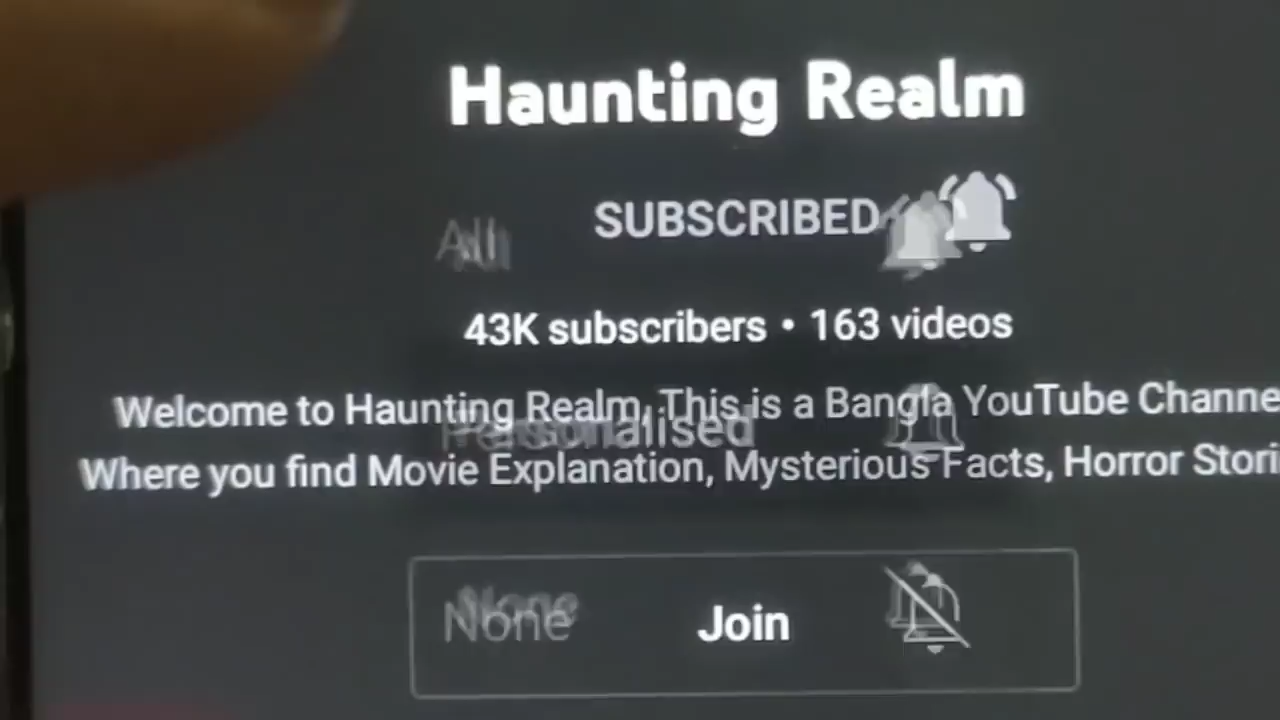 Haunting Realm
All
SUBSCRIBED
43K subscribers • 163 videos
Welcome to Haunting Realm, This is a Bangla YouTube Channe
Personalised
Where you find Movie Explanation, Mysterious Facts, Horror Stori
None
Join